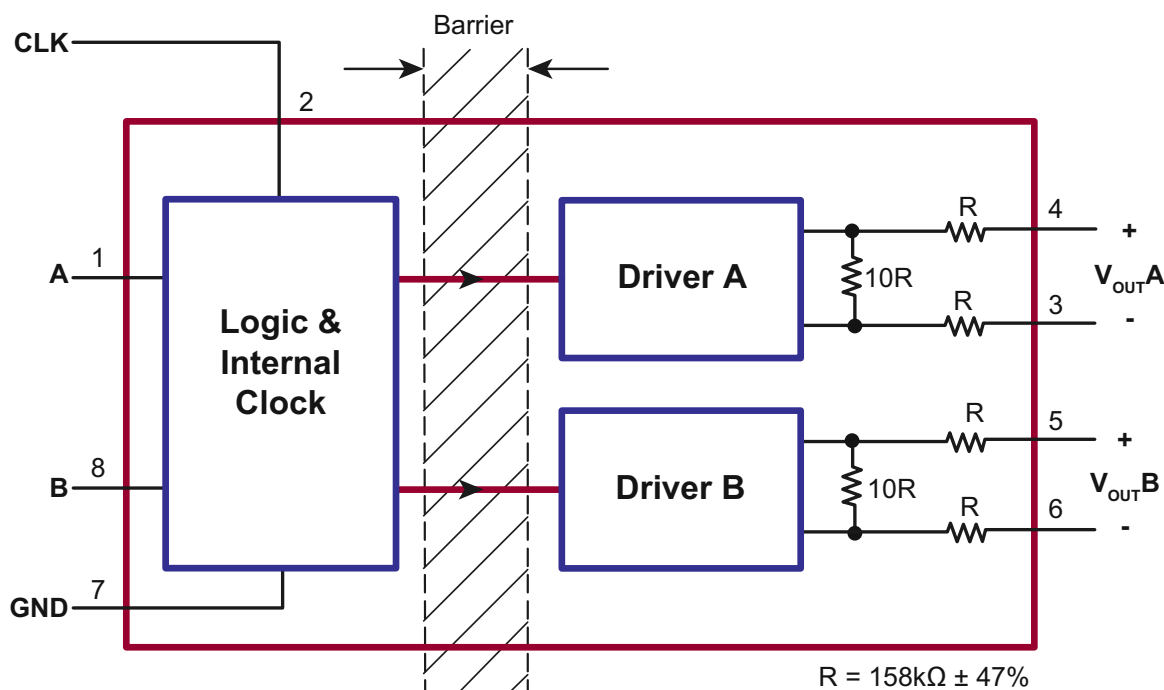 Barrier
CLK
2
R
4
+
1
A
Driver A
10R
VOUTA
Logic &
Internal
Clock
R
3
-
R
5
+
8
B
Driver B
10R
VOUTB
R
6
-
7
GND
R = 158kΩ ± 47%